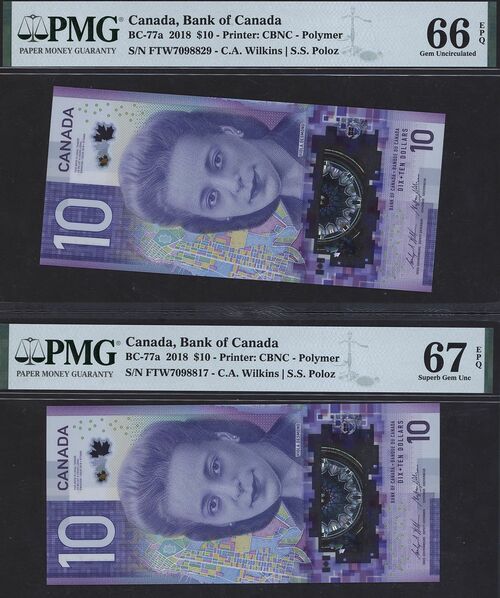 PMG
PAPER MONEY GUARANTY
Canada, Bank of Canada
BC-77a 2018 $10 - Printer: CBNC - Polymer
S/N FTW7098829 - C.A. Wilkins | S.S. Poloz
66 EPQ
Gem Uncirculated
10
CANADA
VIOLA DESMOND
BANK OF CANADA • BANQUE DU CANADA
DIX • TEN DOLLARS
10
PMG
PAPER MONEY GUARANTY
Canada, Bank of Canada
BC-77a 2018 $10 - Printer: CBNC - Polymer
S/N FTW7098817 - C.A. Wilkins | S.S. Poloz
67 EPQ
Superb Gem Unc
10
CANADA
VIOLA DESMOND
BANK OF CANADA • BANQUE DU CANADA
DIX • TEN DOLLARS
10